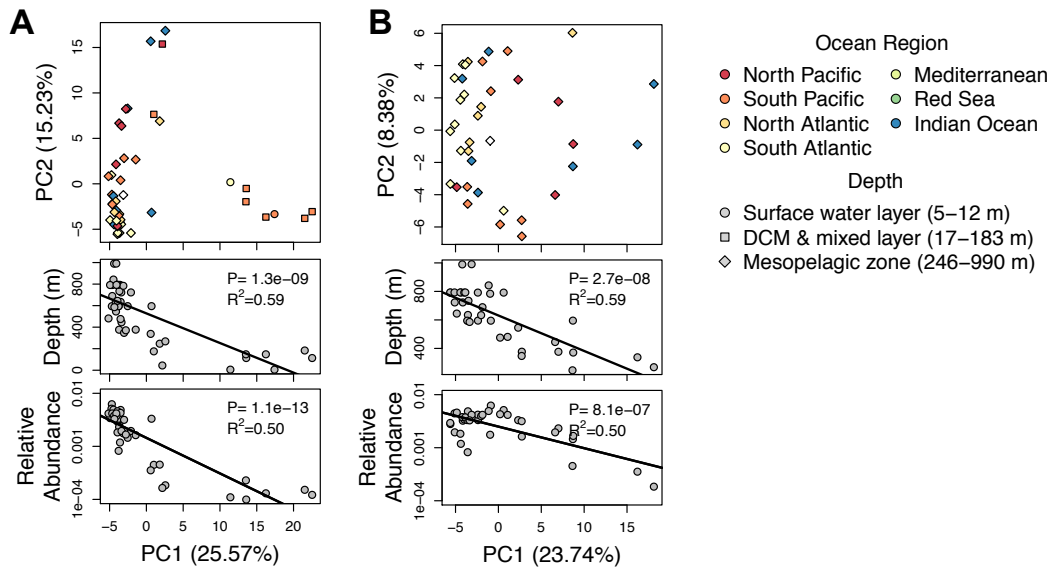 A
B
PC2 (15.23%)
15
10
5
0
−5
PC2 (8.38%)
6
4
2
0
−2
−4
−6
Ocean Region
North Pacific
South Pacific
North Atlantic
South Atlantic
Mediterranean
Red Sea
Indian Ocean
Depth
Surface water layer (5−12 m)
DCM & mixed layer (17−183 m)
Mesopelagic zone (246−990 m)
Depth (m)
800
400
0
P= 1.3e−09
R²=0.59
Depth (m)
800
400
P= 2.7e−08
R²=0.59
Relative
Abundance
0.01
0.001
1e−04
P= 1.1e−13
R²=0.50
Relative
Abundance
0.01
0.001
1e−04
P= 8.1e−07
R²=0.50
−5 0 5 10 15 20
PC1 (25.57%)
−5 0 5 10 15
PC1 (23.74%)